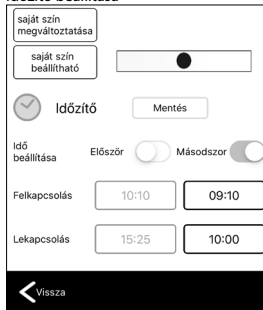 saját szín
megváltoztatása
saját szín
beállítható
Időzítő Mentés
Idő
beállítása Először Másodszor
Felkapcsolás 10:10 09:10
Lekapcsolás 15:25 10:00
Vissza